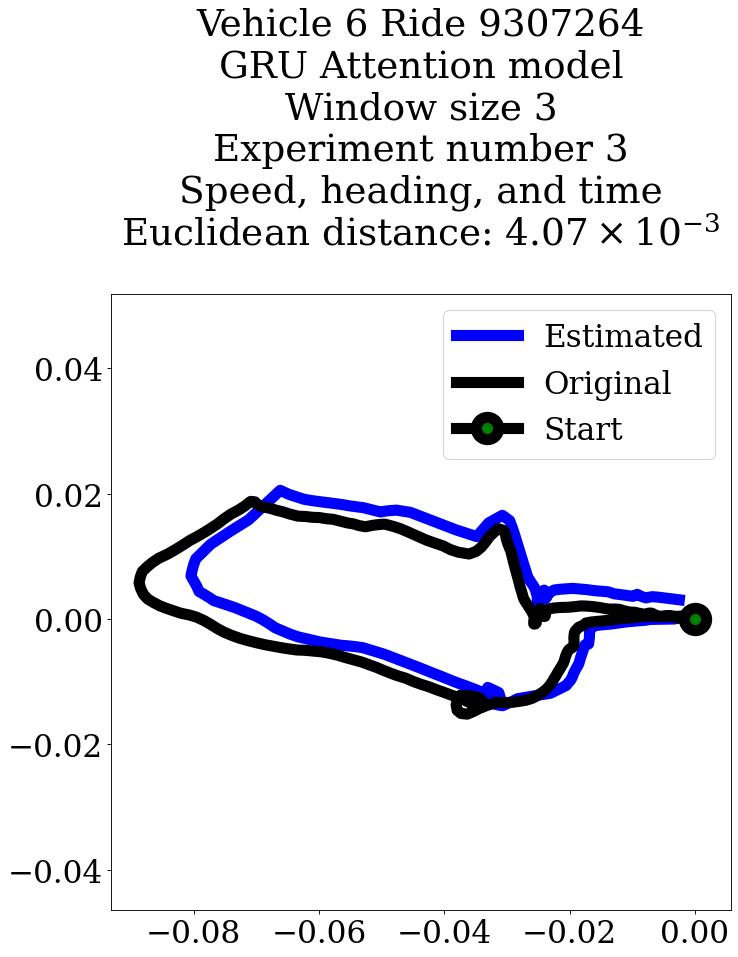 Vehicle 6 Ride 9307264
GRU Attention model
Window size 3
Experiment number 3
Speed, heading, and time
Euclidean distance: 4.07 × 10⁻³
Estimated
Original
Start
0.04
0.02
0.00
−0.02
−0.04
−0.08 −0.06 −0.04 −0.02 0.00